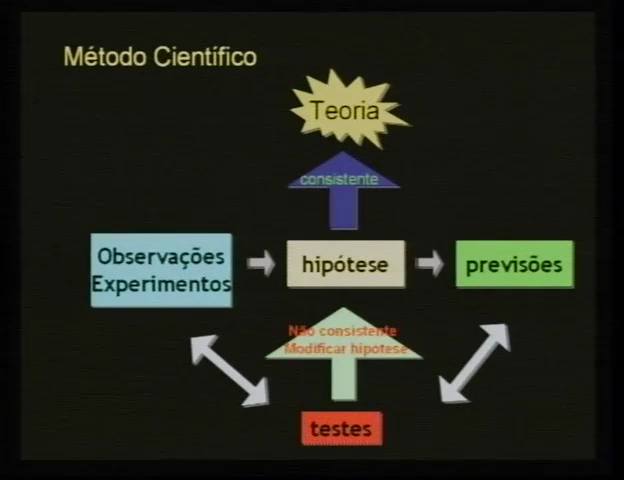 Método Científico
Teoria
consistente
Observações
Experimentos
hipótese
previsões
Não consistente
Modificar hipótese
testes